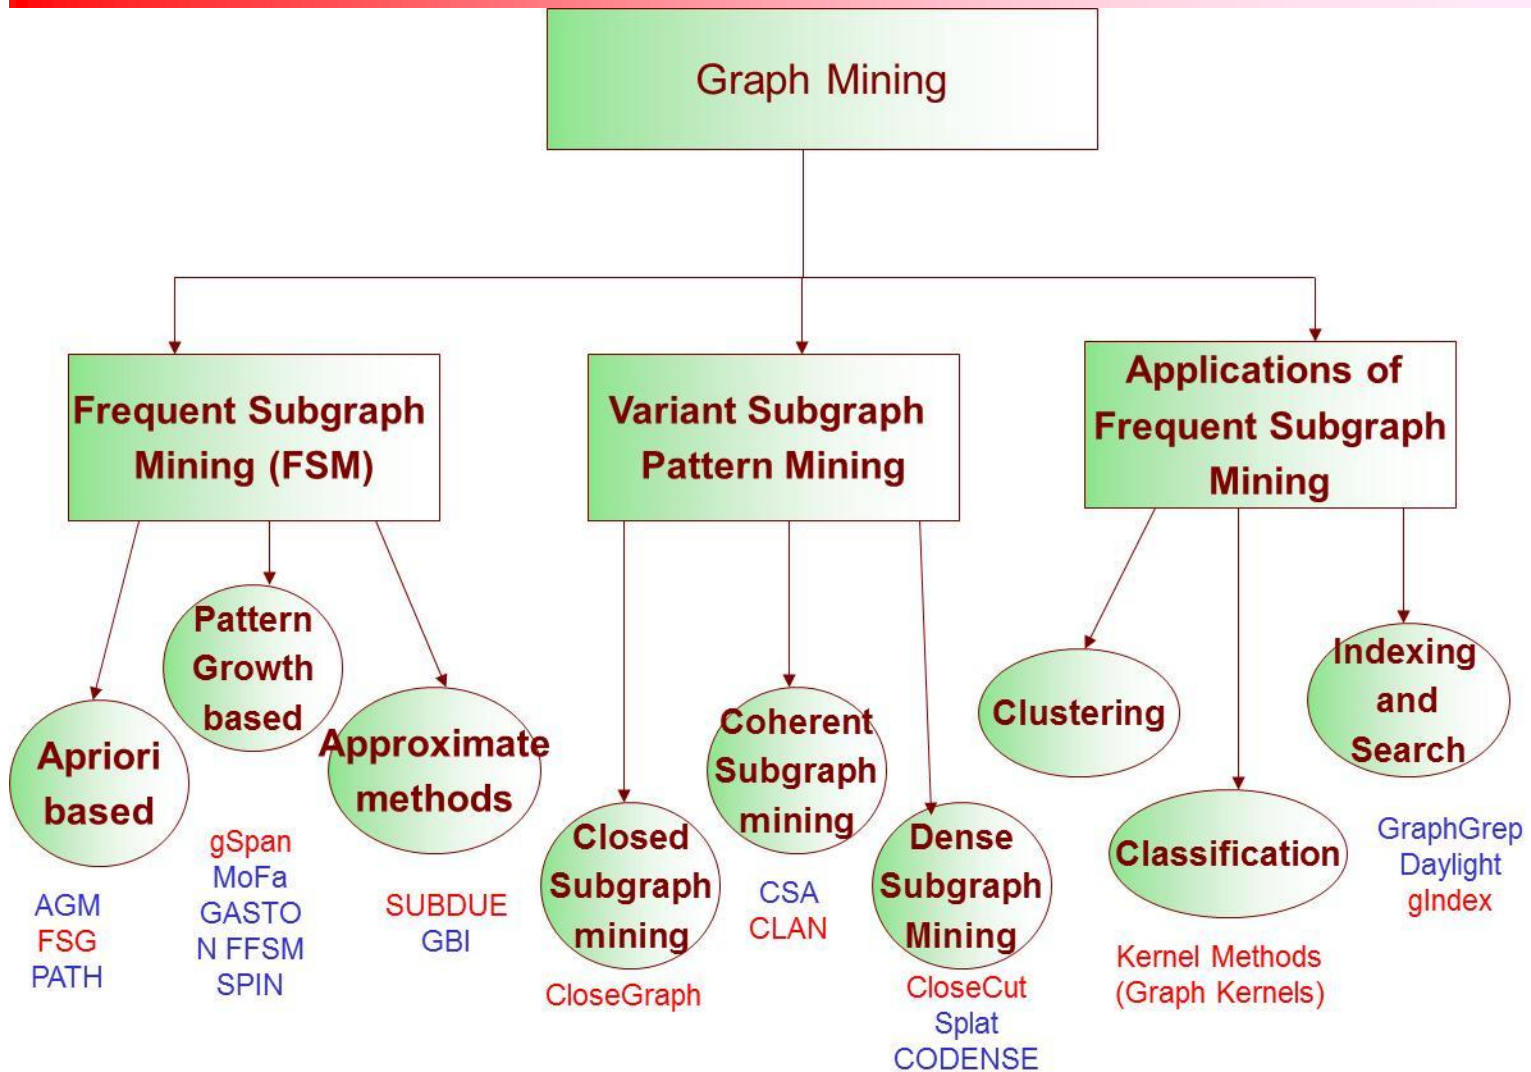 Graph Mining
Frequent Subgraph
Mining (FSM)
Variant Subgraph
Pattern Mining
Applications of
Frequent Subgraph
Mining
Apriori
based
AGM
FSG
PATH
Pattern
Growth
based
gSpan
MoFa
GASTO
N FFSM
SPIN
Approximate
methods
SUBDUE
GBI
Closed
Subgraph
mining
CloseGraph
Coherent
Subgraph
mining
CSA
CLAN
Dense
Subgraph
Mining
CloseCut
Splat
CODENSE
Clustering
Classification
Kernel Methods
(Graph Kernels)
Indexing
and
Search
GraphGrep
Daylight
gIndex